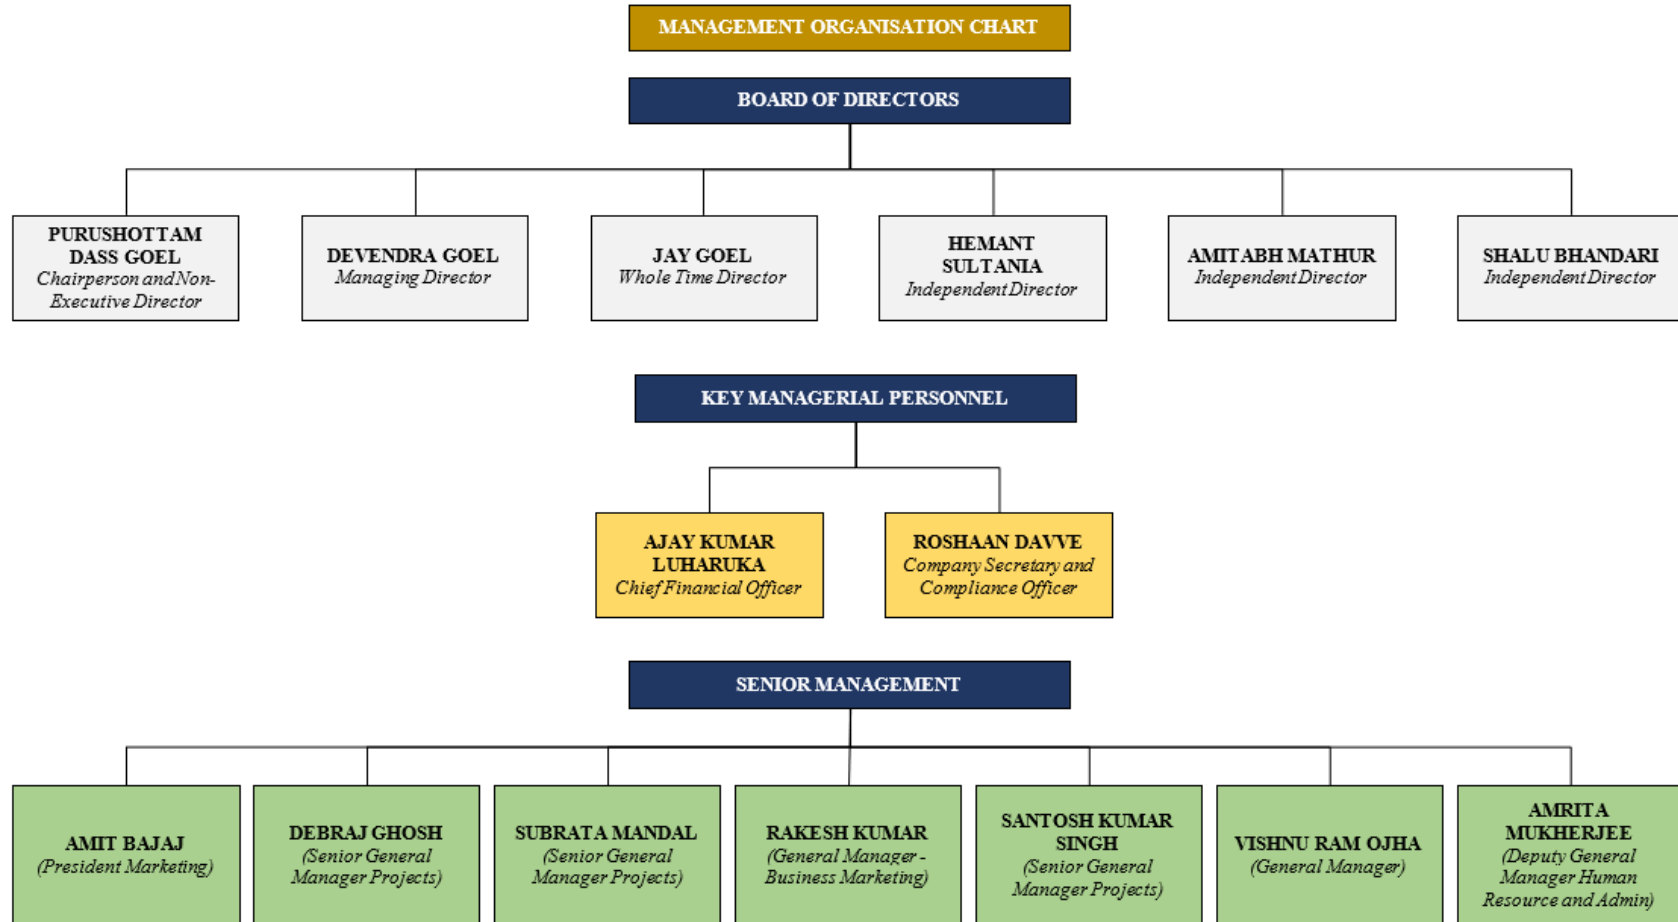 MANAGEMENT ORGANISATION CHART
BOARD OF DIRECTORS
PURUSHOTTAM
DASS GOEL
Chairperson and Non-
Executive Director
DEVENDRA GOEL
Managing Director
JAY GOEL
Whole Time Director
HEMANT
SULTANIA
Independent Director
AMITABH MATHUR
Independent Director
SHALU BHANDARI
Independent Director
KEY MANAGERIAL PERSONNEL
AJAY KUMAR
LUHARUKA
Chief Financial Officer
ROSHAAN DAVVE
Company Secretary and
Compliance Officer
SENIOR MANAGEMENT
AMIT BAJAJ
(President Marketing)
DEBRAJ GHOSH
(Senior General
Manager Projects)
SUBRATA MANDAL
(Senior General
Manager Projects)
RAKESH KUMAR
(General Manager -
Business Marketing)
SANTOSH KUMAR
SINGH
(Senior General
Manager Projects)
VISHNU RAM OJHA
(General Manager)
AMRITA
MUKHERJEE
(Deputy General
Manager Human
Resource and Admin)